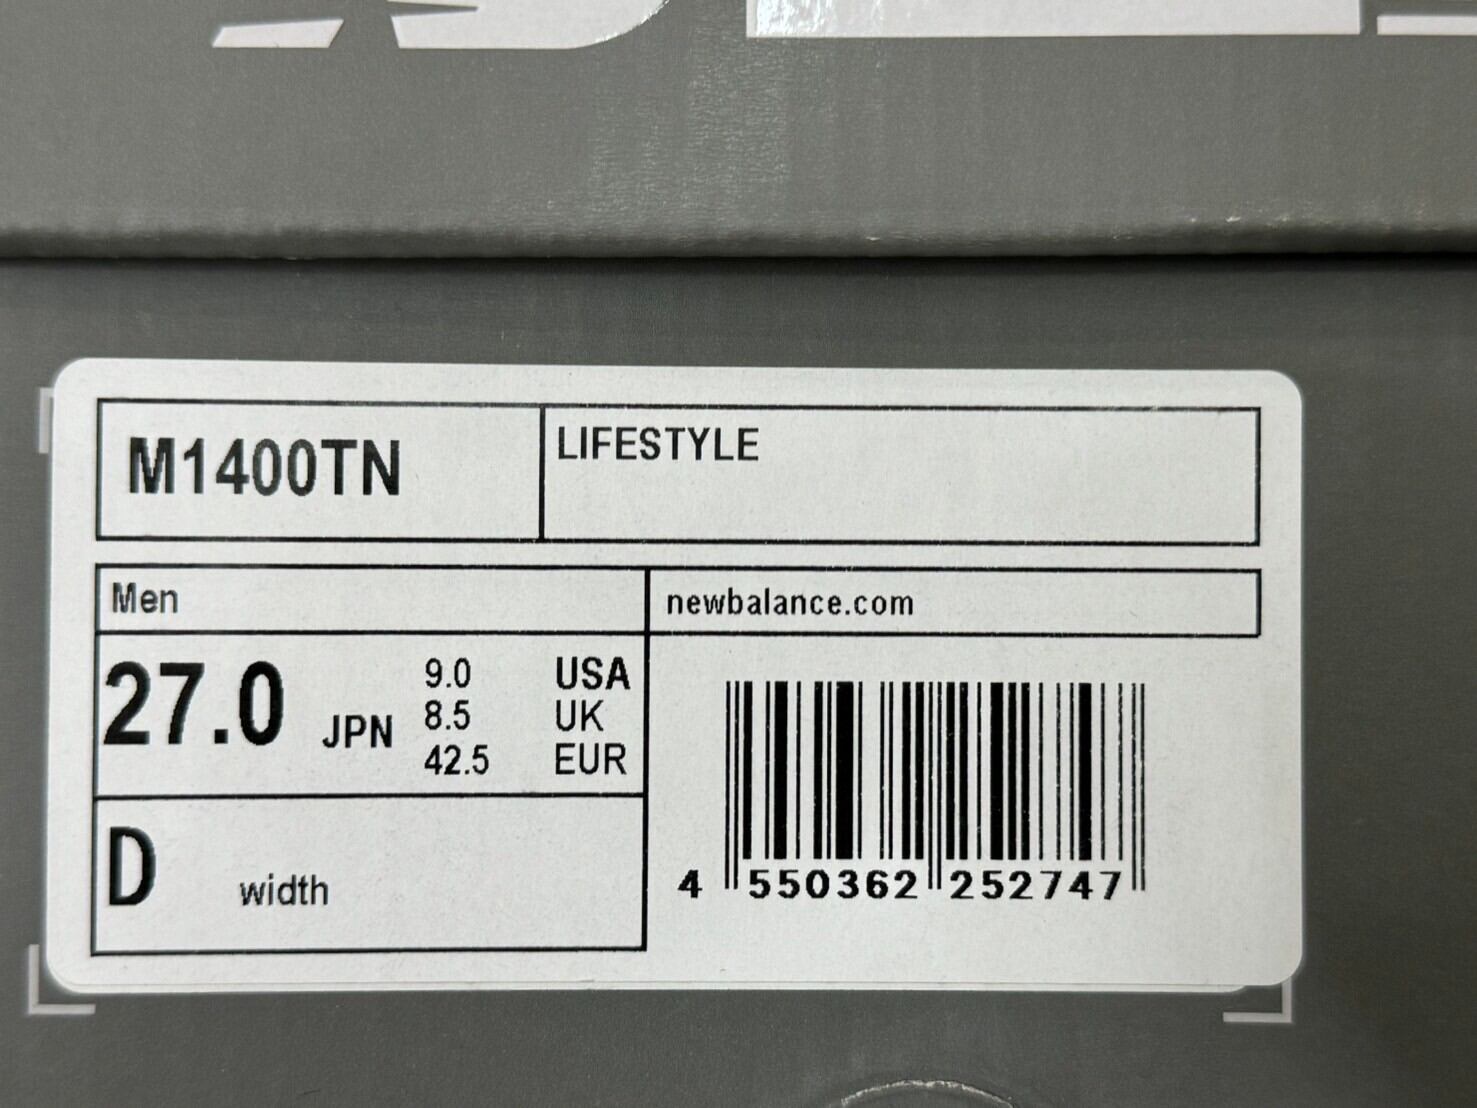 M1400TN
LIFESTYLE
Men
newbalance.com
27.0 JPN
9.0 USA
8.5 UK
42.5 EUR
D width
4 550362 252747